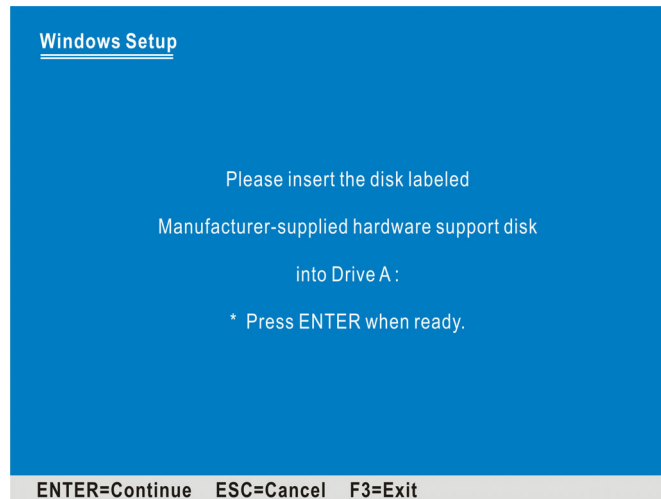 Windows Setup
Please insert the disk labeled
Manufacturer-supplied hardware support disk
into Drive A :
* Press ENTER when ready.
ENTER=Continue ESC=Cancel F3=Exit